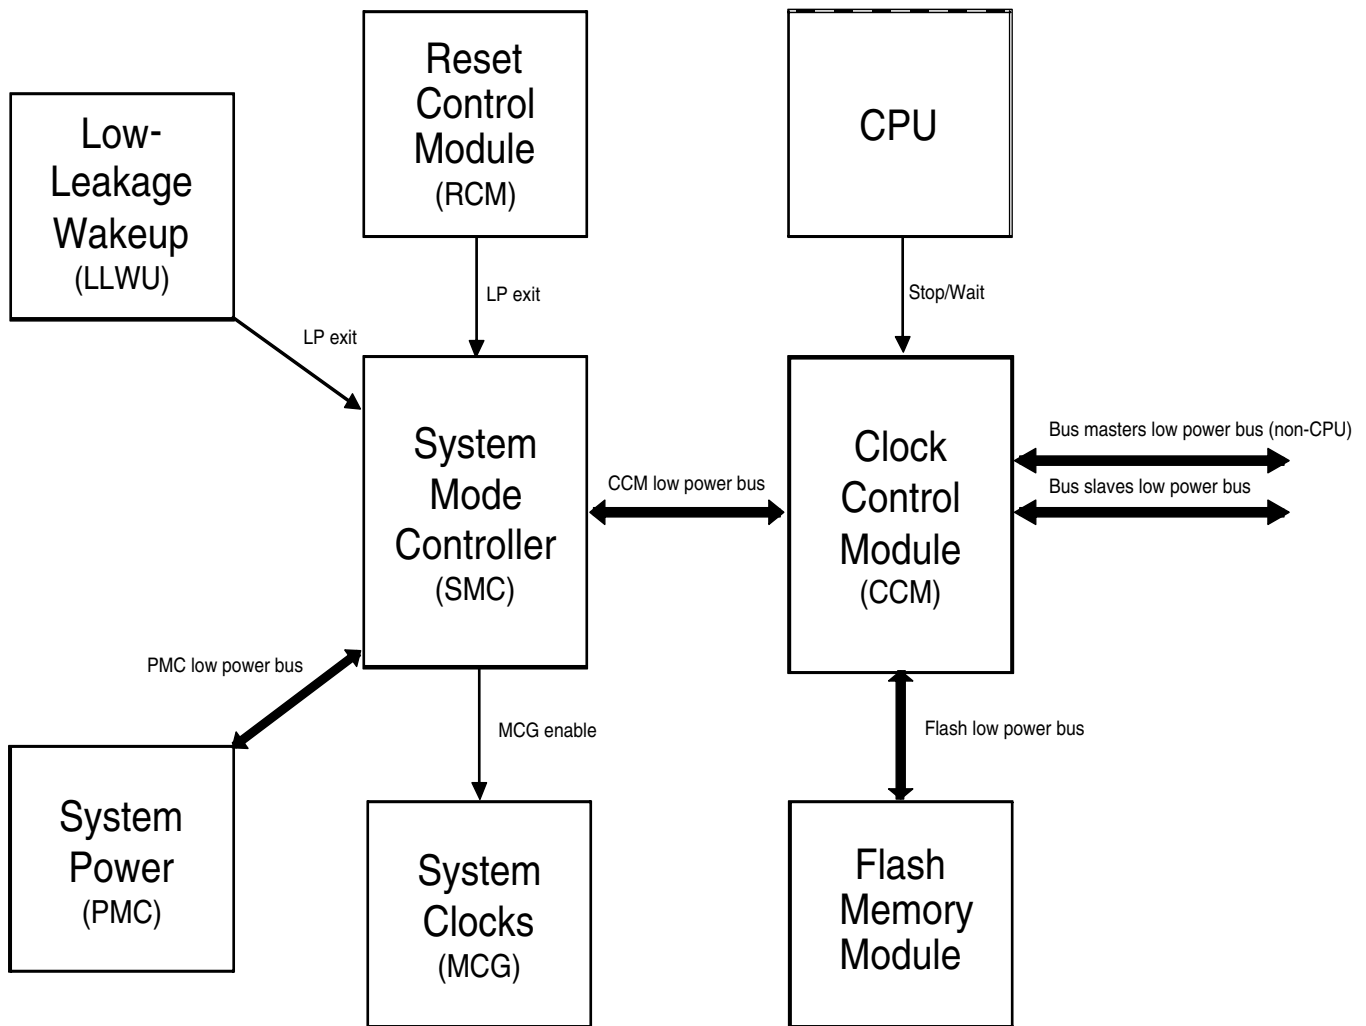 Reset
Control
Module
(RCM)
CPU
Low-
Leakage
Wakeup
(LLWU)
LP exit
Stop/Wait
LP exit
System
Mode
Controller
(SMC)
CCM low power bus
Clock
Control
Module
(CCM)
Bus masters low power bus (non-CPU)
Bus slaves low power bus
PMC low power bus
MCG enable
Flash low power bus
System
Power
(PMC)
System
Clocks
(MCG)
Flash
Memory
Module